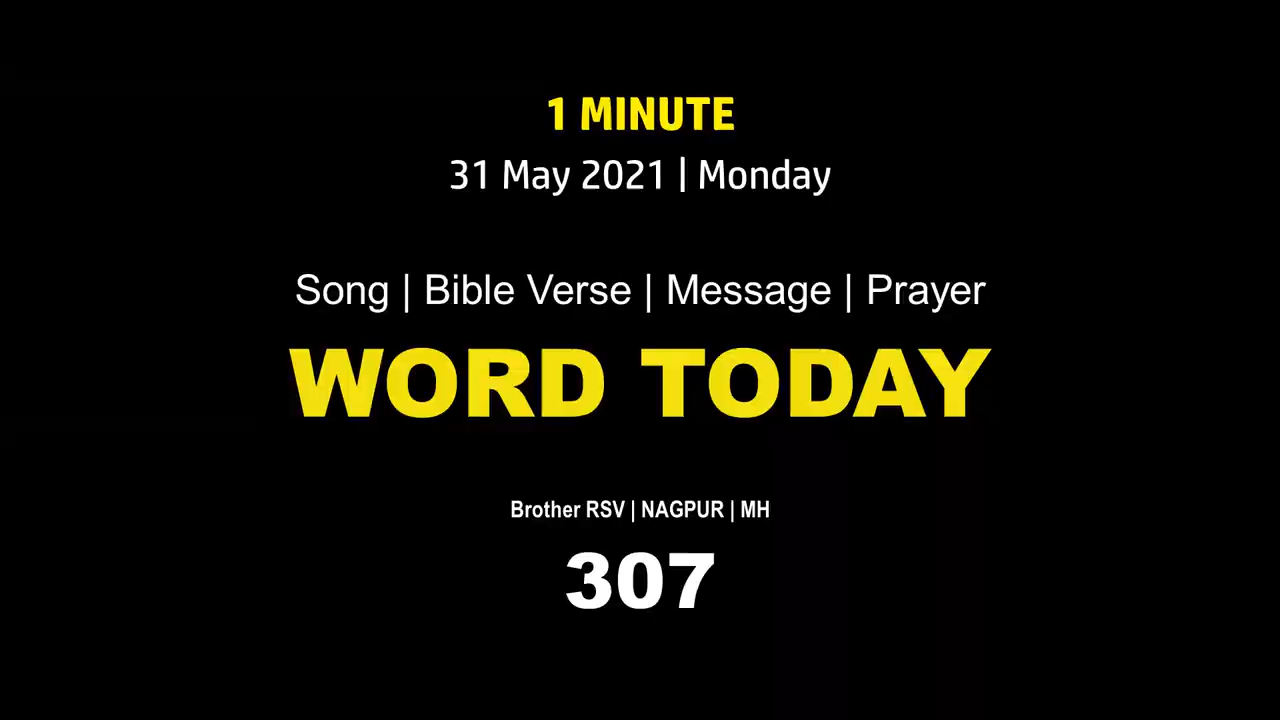 1 MINUTE
31 May 2021 | Monday
Song | Bible Verse | Message | Prayer
WORD TODAY
Brother RSV | NAGPUR | MH
307